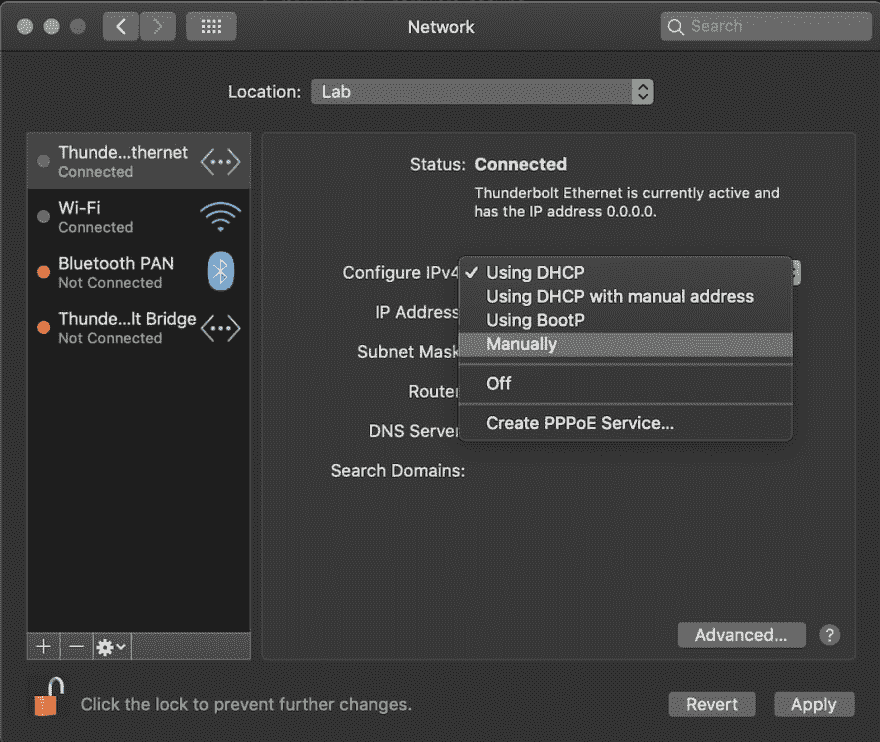 Network
Search
Location: Lab
Thunde...thernet
Connected
Wi-Fi
Connected
Bluetooth PAN
Not Connected
Thunde...lt Bridge
Not Connected
Status: Connected
Thunderbolt Ethernet is currently active and
has the IP address 0.0.0.0.
Configure IPv4
✓ Using DHCP
Using DHCP with manual address
Using BootP
Manually
Off
Create PPPoE Service...
IP Address
Subnet Mask
Router
DNS Server
Search Domains:
Advanced...
?
Click the lock to prevent further changes.
Revert
Apply